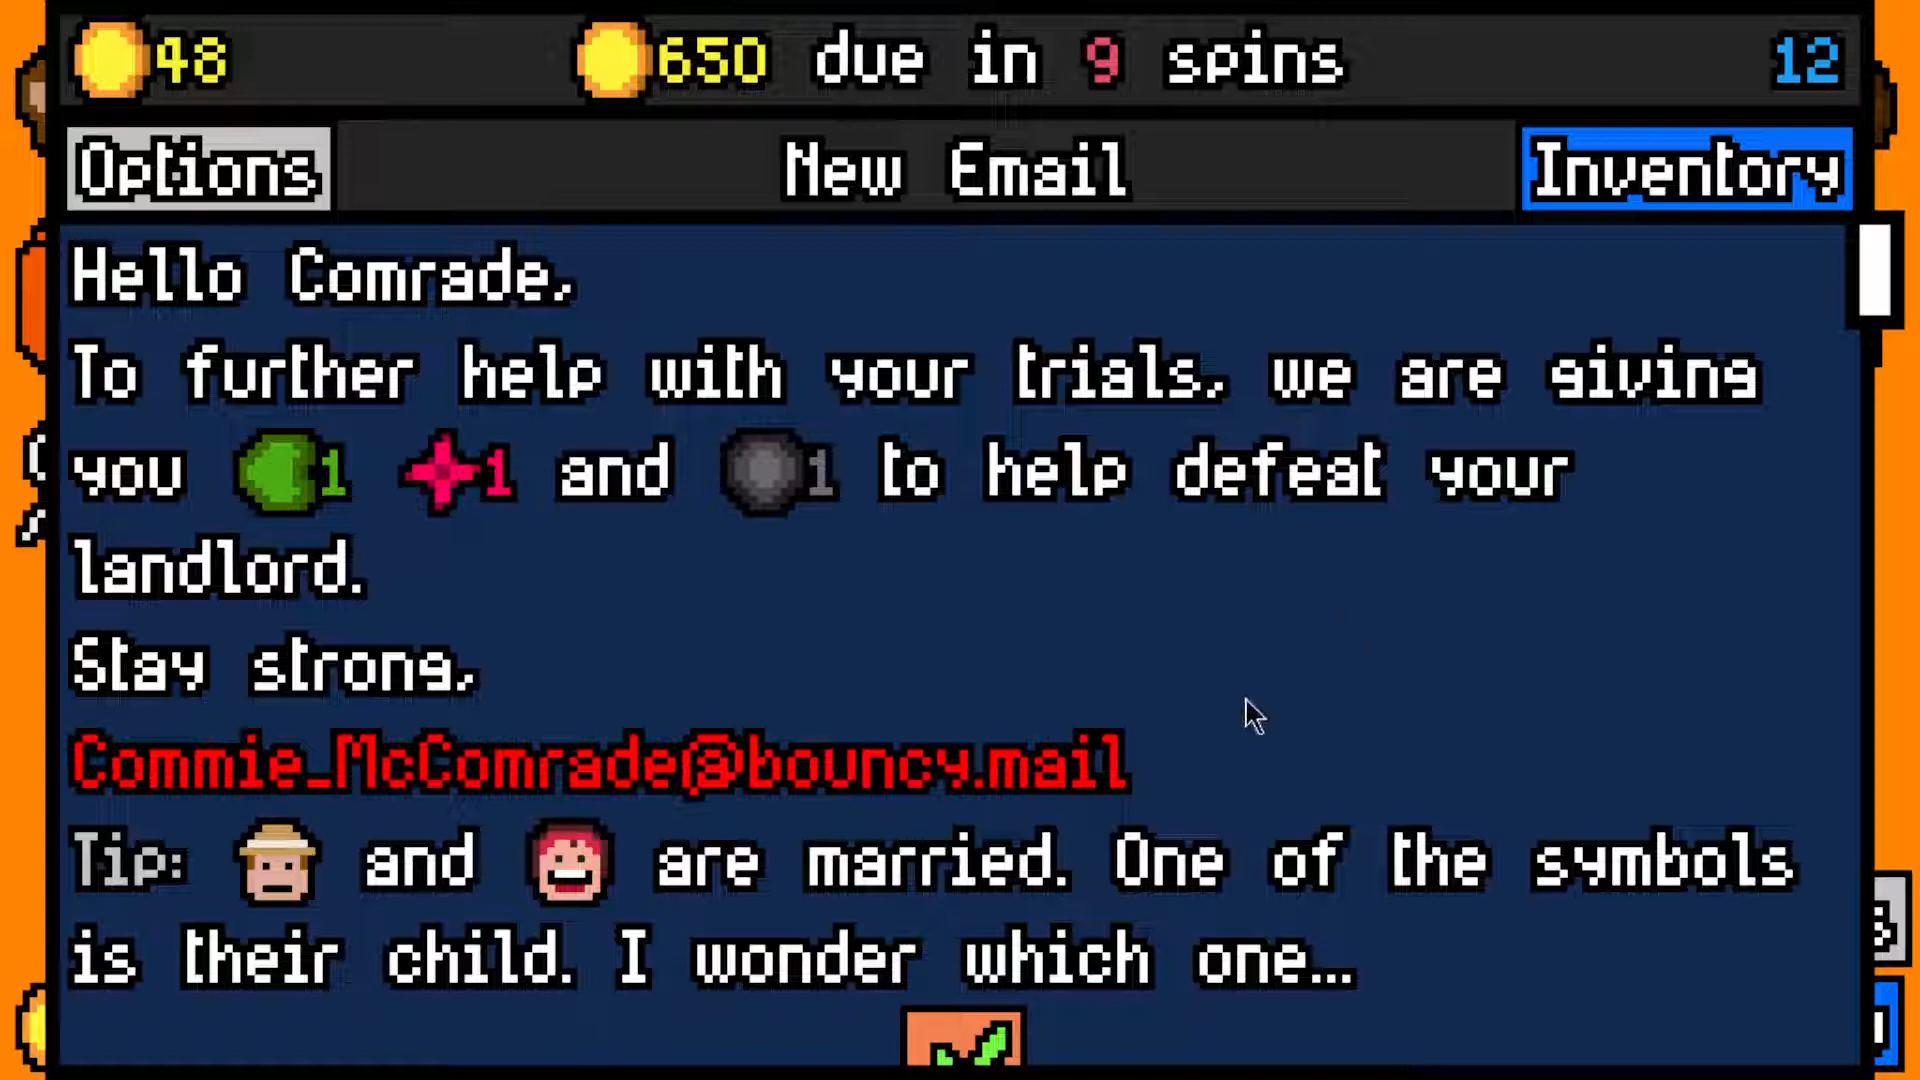 48 650 due in 9 spins 12
Options New Email Inventory
Hello Comrade,
To further help with your trials, we are giving
you 1 1 and 1 to help defeat your
landlord.
Stay strong,
Commie_McComrade@bouncy.mail
Tip: and are married. One of the symbols
is their child. I wonder which one...